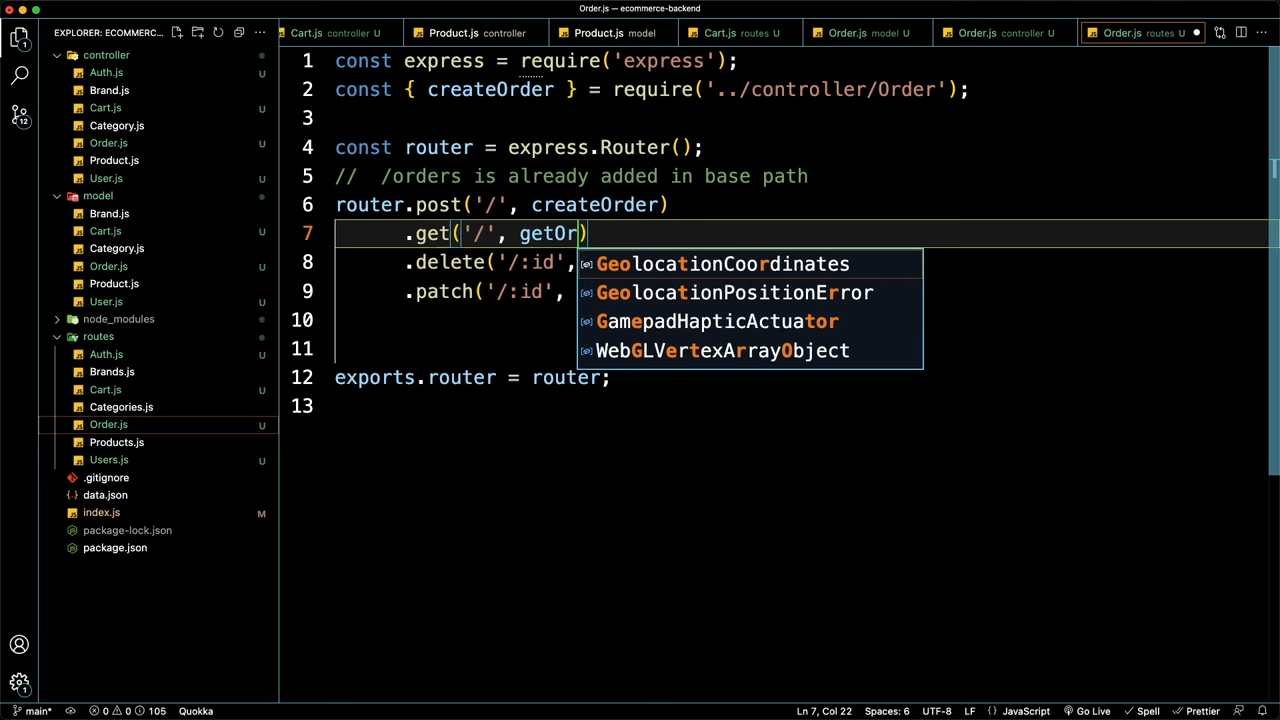 Order.js — ecommerce-backend
EXPLORER: ECOMMERC...
Cart.js controller U
Product.js controller
Product.js model
Cart.js routes U
Order.js model U
Order.js controller U
Order.js routes U
controller
Auth.js U
Brand.js
Cart.js U
Category.js
Order.js U
Product.js
User.js U
model
Brand.js
Cart.js U
Category.js
Order.js U
Product.js
User.js U
node_modules
routes
Auth.js U
Brands.js
Cart.js U
Categories.js
Order.js U
Products.js
Users.js U
.gitignore
data.json
index.js M
package-lock.json
package.json
1 const express = require('express');
2 const { createOrder } = require('../controller/Order');
3
4 const router = express.Router();
5 // /orders is already added in base path
6 router.post('/', createOrder)
7 .get('/', getOr)
8 .delete('/:id',
9 .patch('/:id',
10
11
12 exports.router = router;
13
GeolocationCoordinates
GeolocationPositionError
GamepadHapticActuator
WebGLVertexArrayObject
1
12
1
main* 0 0 105 Quokka
Ln 7, Col 22 Spaces: 6 UTF-8 LF {} JavaScript Go Live Spell Prettier